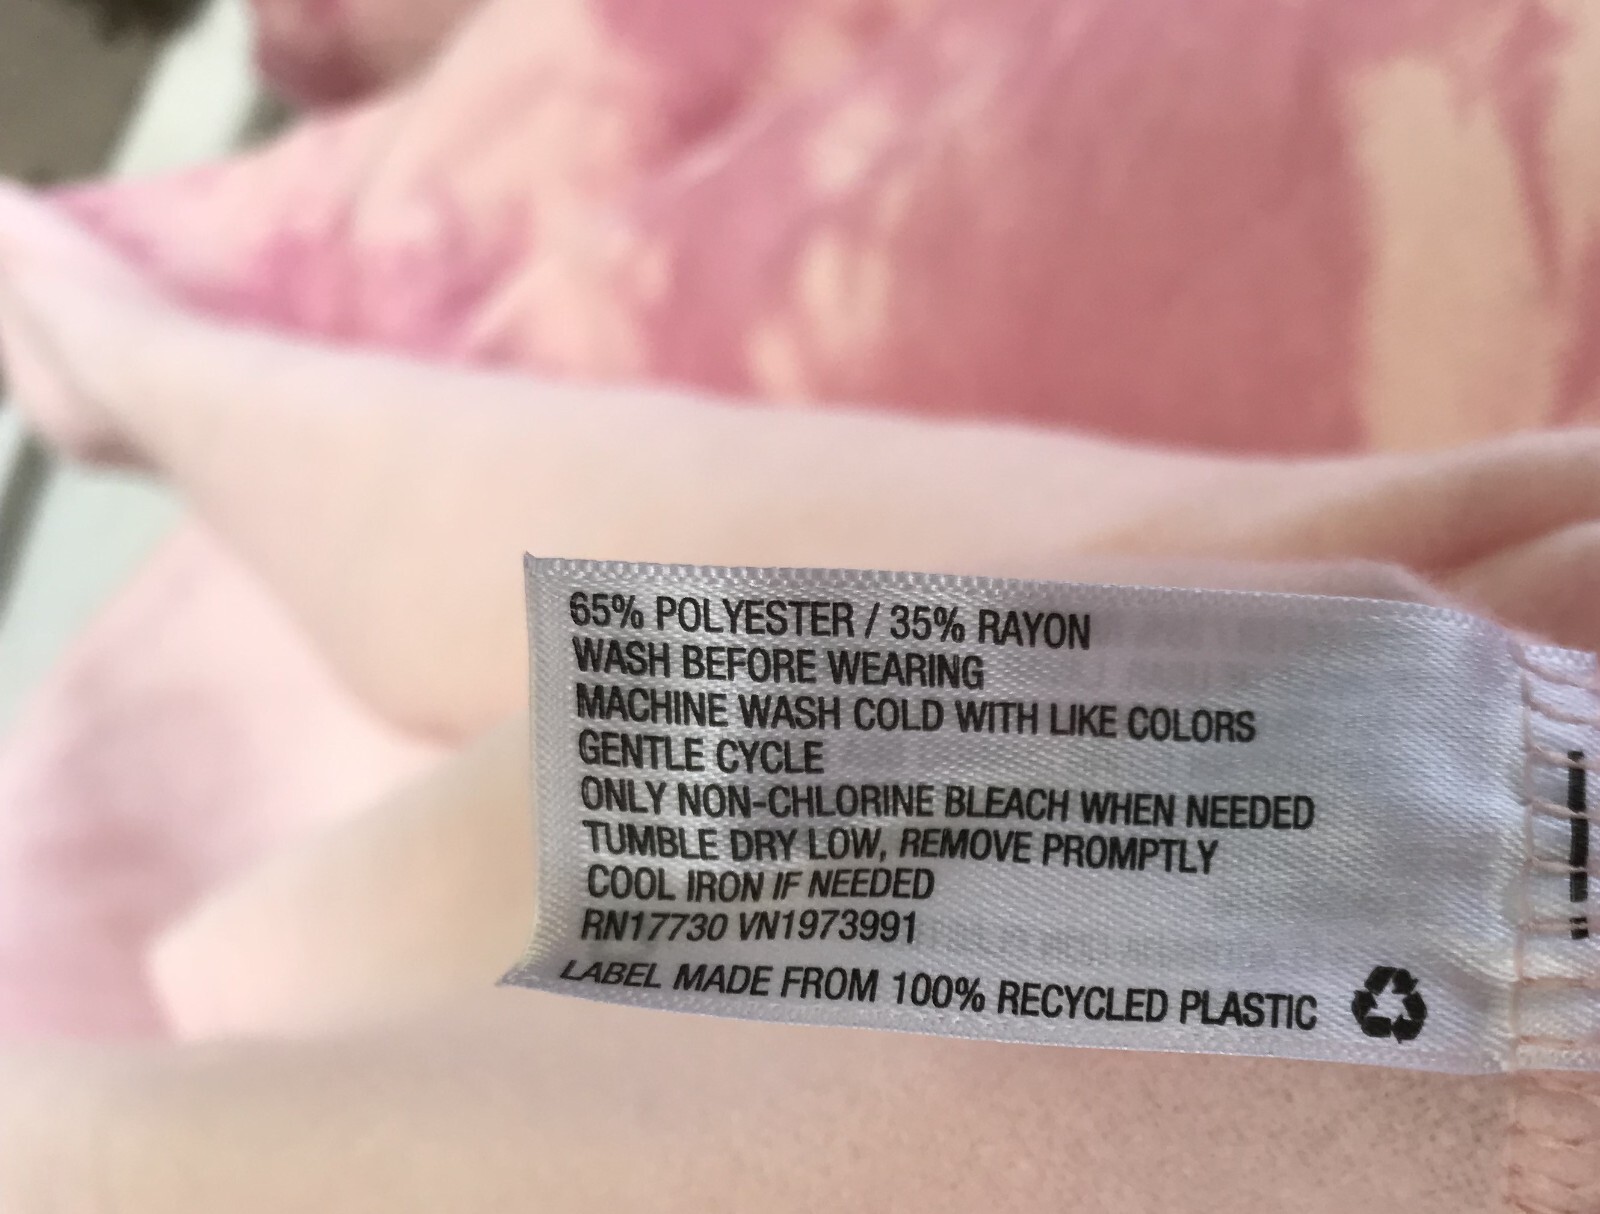 65% POLYESTER / 35% RAYON
WASH BEFORE WEARING
MACHINE WASH COLD WITH LIKE COLORS
GENTLE CYCLE
ONLY NON-CHLORINE BLEACH WHEN NEEDED
TUMBLE DRY LOW, REMOVE PROMPTLY
COOL IRON IF NEEDED
RN17730 VN1973991
LABEL MADE FROM 100% RECYCLED PLASTIC